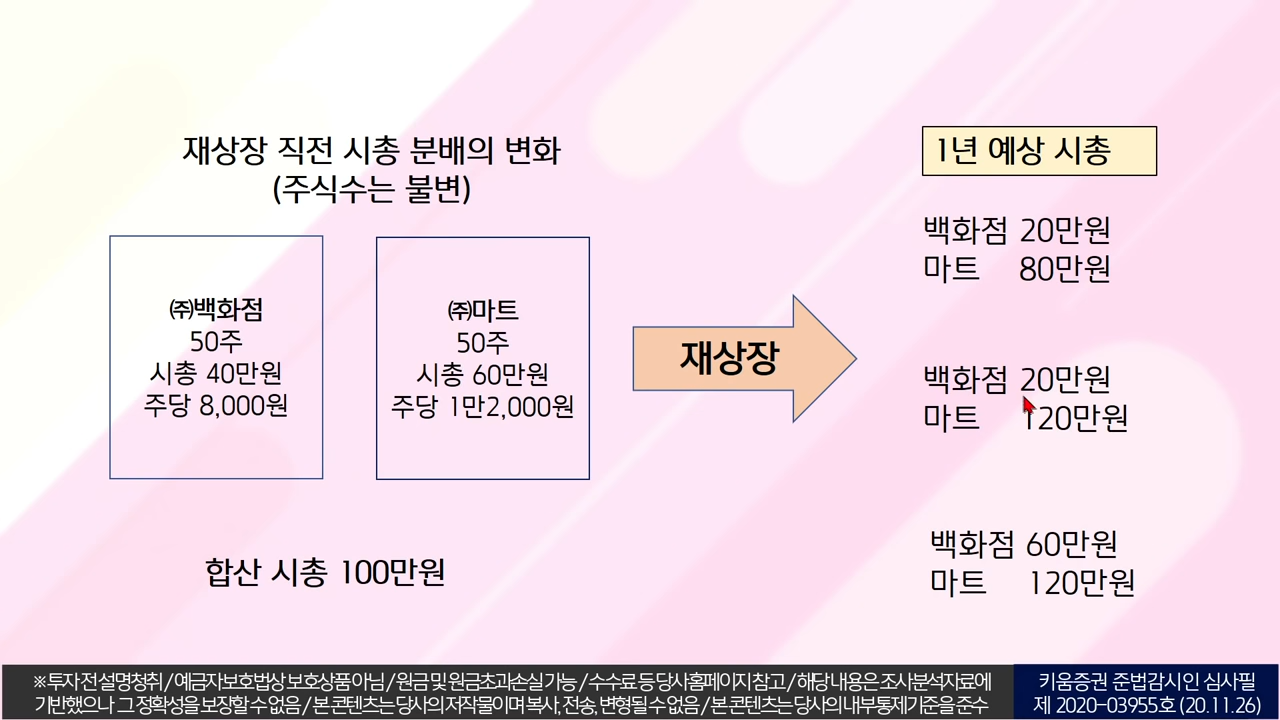 재상장 직전 시총 분배의 변화
(주식수는 불변)
㈜백화점
50주
시총 40만원
주당 8,000원
㈜마트
50주
시총 60만원
주당 1만2,000원
합산 시총 100만원
재상장
1년 예상 시총
백화점 20만원
마트 80만원
백화점 20만원
마트 120만원
백화점 60만원
마트 120만원
※투자 전 설명청취 / 예금자보호법상 보호상품 아님 / 원금 및 원금초과손실 가능 / 수수료 등 당사홈페이지 참고 / 해당 내용은 조사분석자료에
기반했으나 그 정확성을 보장할 수 없음 / 본 콘텐츠는 당사의 저작물이며 복사, 전송, 변형될 수 없음 / 본 콘텐츠는 당사의 내부통제기준을 준수
키움증권 준법감시인 심사필
제 2020-03955호 (20.11.26)